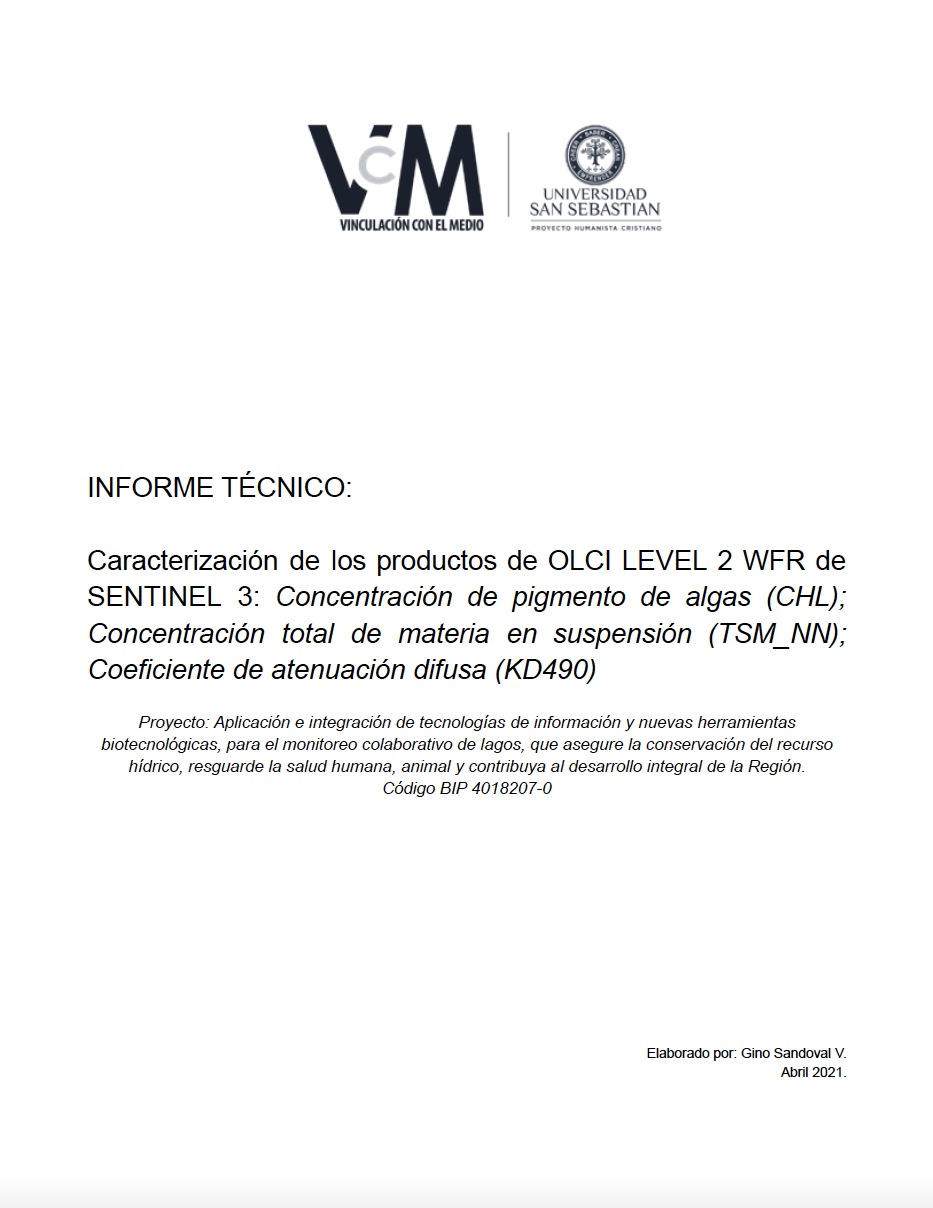 VCM
VINCULACIÓN CON EL MEDIO
SABER
CREER
CREAR
EMPRENDER
UNIVERSIDAD
SAN SEBASTIAN
PROYECTO HUMANISTA CRISTIANO
INFORME TÉCNICO:
Caracterización de los productos de OLCI LEVEL 2 WFR de
SENTINEL 3: Concentración de pigmento de algas (CHL);
Concentración total de materia en suspensión (TSM_NN);
Coeficiente de atenuación difusa (KD490)
Proyecto: Aplicación e integración de tecnologías de información y nuevas herramientas
biotecnológicas, para el monitoreo colaborativo de lagos, que asegure la conservación del recurso
hídrico, resguarde la salud humana, animal y contribuya al desarrollo integral de la Región.
Código BIP 4018207-0
Elaborado por: Gino Sandoval V.
Abril 2021.